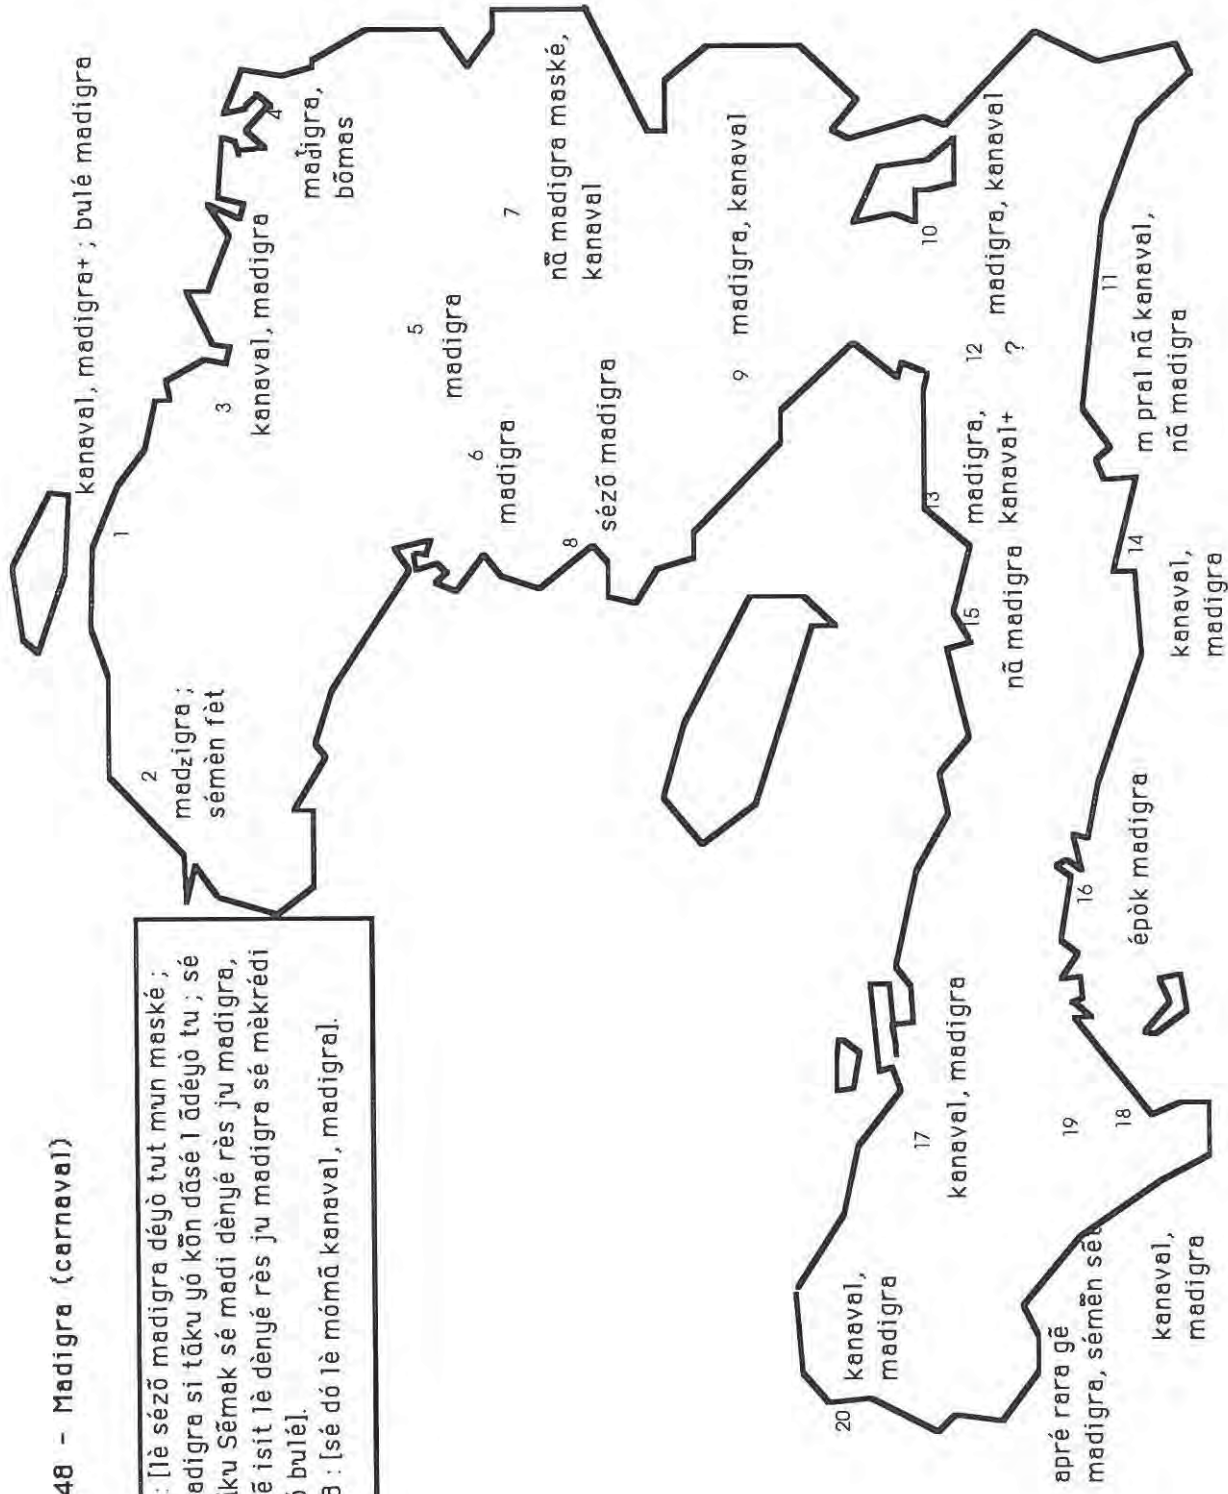 48 - Madigra (carnaval)
: [lè sézõ madigra déyò tut mun maské ;
adigra si tãku yó kõn dãsé l ãdéyò tu ; sé
ku Sẽmak sé madi dènyé rès ju madigra,
isit lè dènyé rès ju madigra sé mèkrédi
bulé].
: [sé dó lè mómã kanaval, madigra].
kanaval, madigra+ ; bulé madigra
1
2
madzigra ;
sémèn fèt
3
kanaval, madigra
4
madigra,
bõmas
5
madigra
6
madigra
7
nã madigra maské,
kanaval
8
sézõ madigra
9
madigra, kanaval
10
madigra, kanaval
11
m pral nã kanaval,
nã madigra
12
?
13
madigra,
kanaval+
14
kanaval,
madigra
15
nã madigra
16
épòk madigra
17
kanaval, madigra
18
kanaval,
madigra
19
apré rara gẽ
madigra, sémẽn
20
kanaval,
madigra